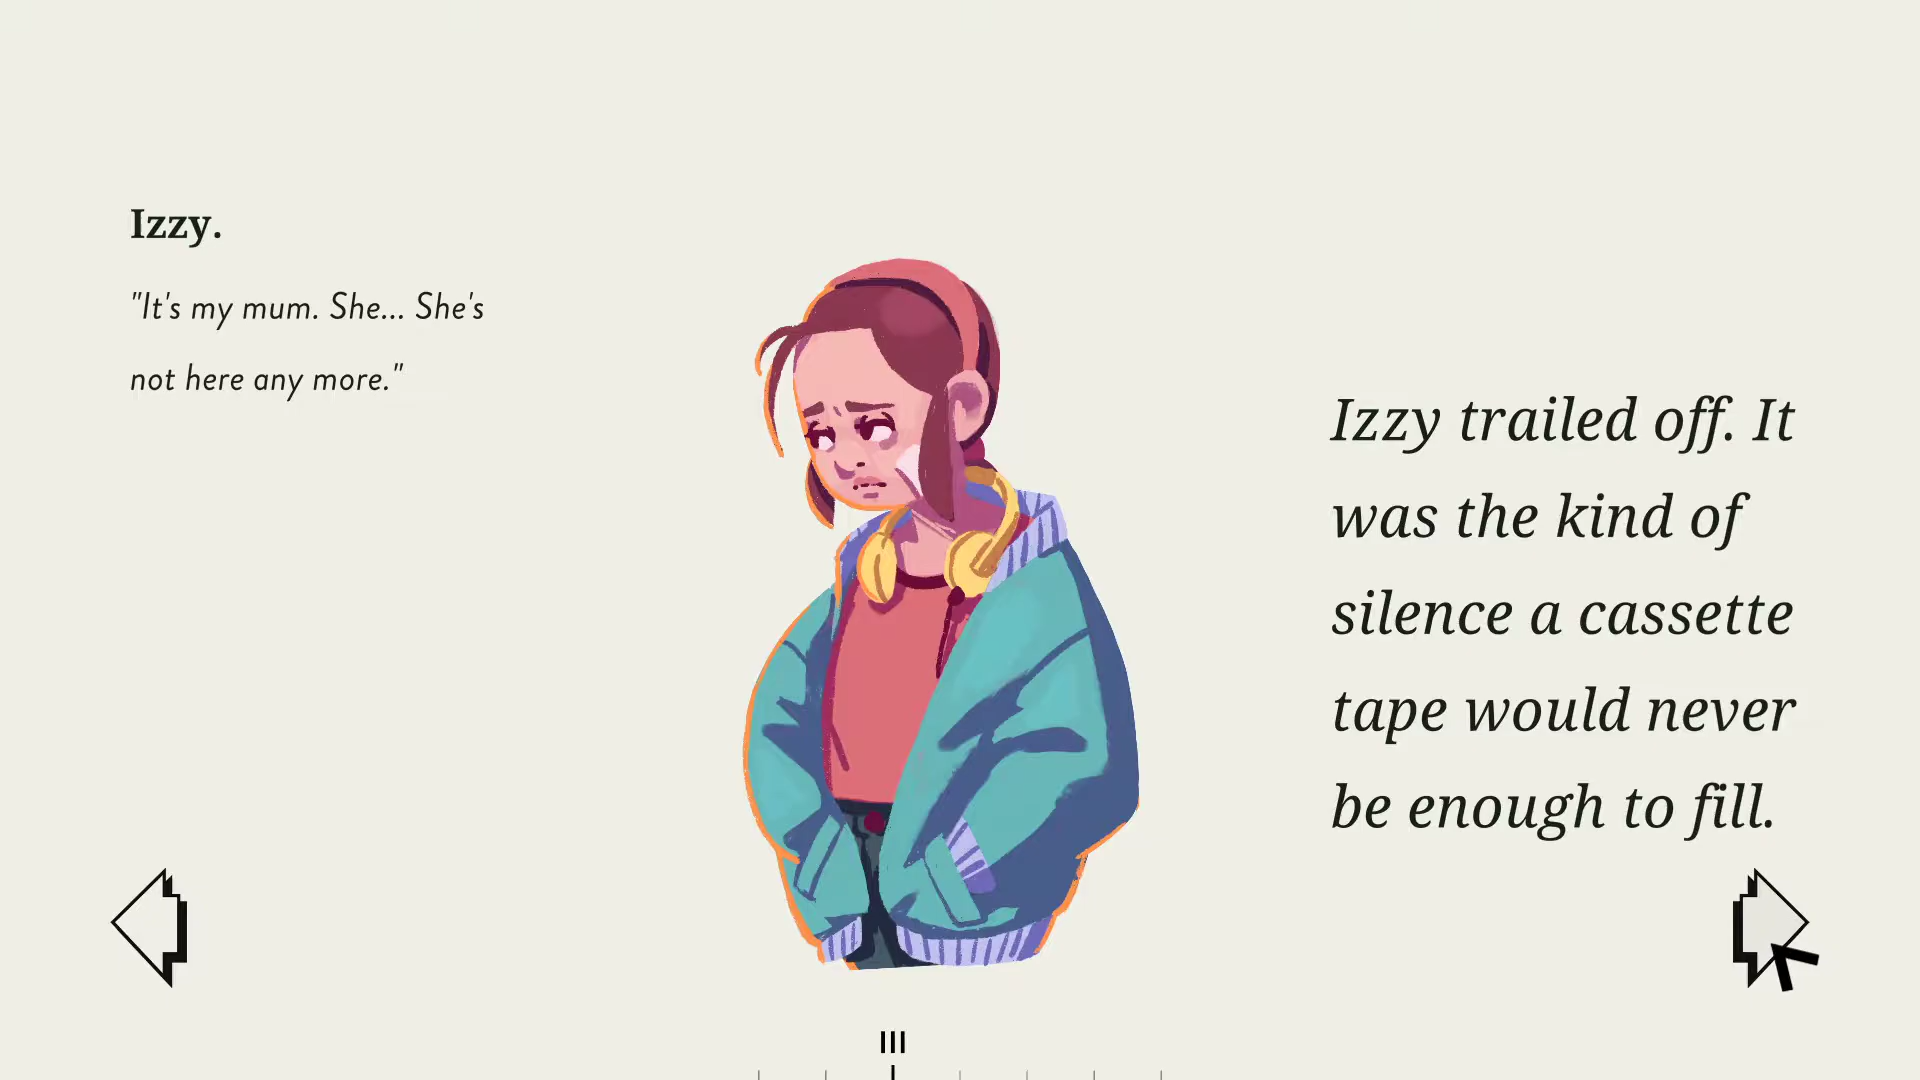 Izzy.
"It's my mum. She... She's
not here any more."
Izzy trailed off. It
was the kind of
silence a cassette
tape would never
be enough to fill.
III